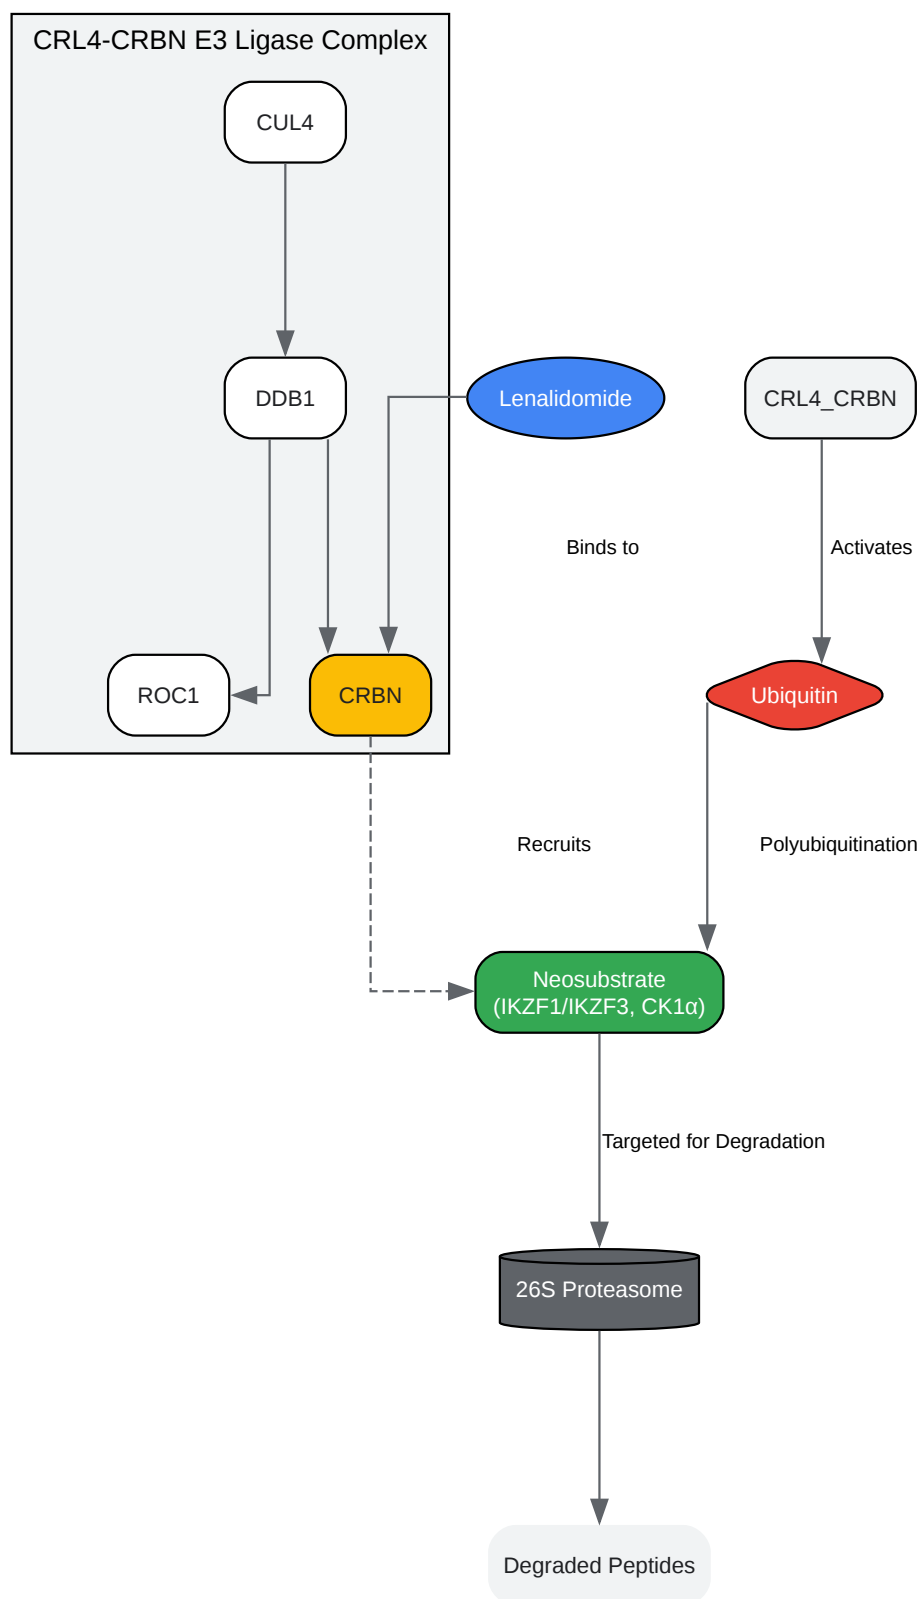 CRL4-CRBN E3 Ligase Complex
CUL4
DDB1
Lenalidomide
CRL4_CRBN
Binds to
Activates
ROC1
CRBN
Ubiquitin
Recruits
Polyubiquitination
Neosubstrate
(IKZF1/IKZF3, CK1α)
Targeted for Degradation
26S Proteasome
Degraded Peptides